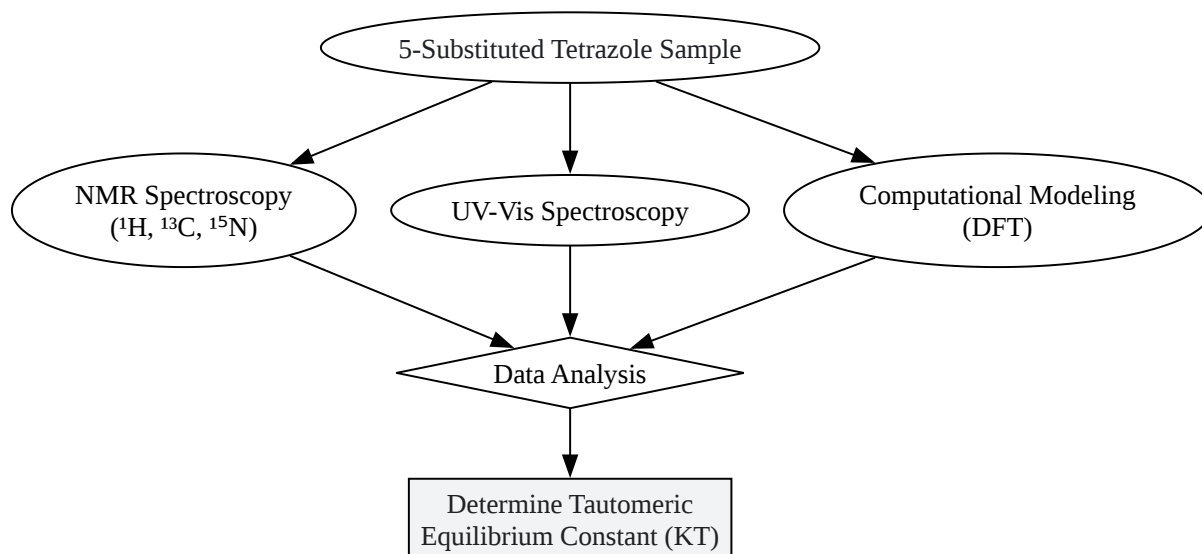 5-Substituted Tetrazole Sample
NMR Spectroscopy
(¹H, ¹³C, ¹⁵N)
UV-Vis Spectroscopy
Computational Modeling
(DFT)
Data Analysis
Determine Tautomeric
Equilibrium Constant (KT)